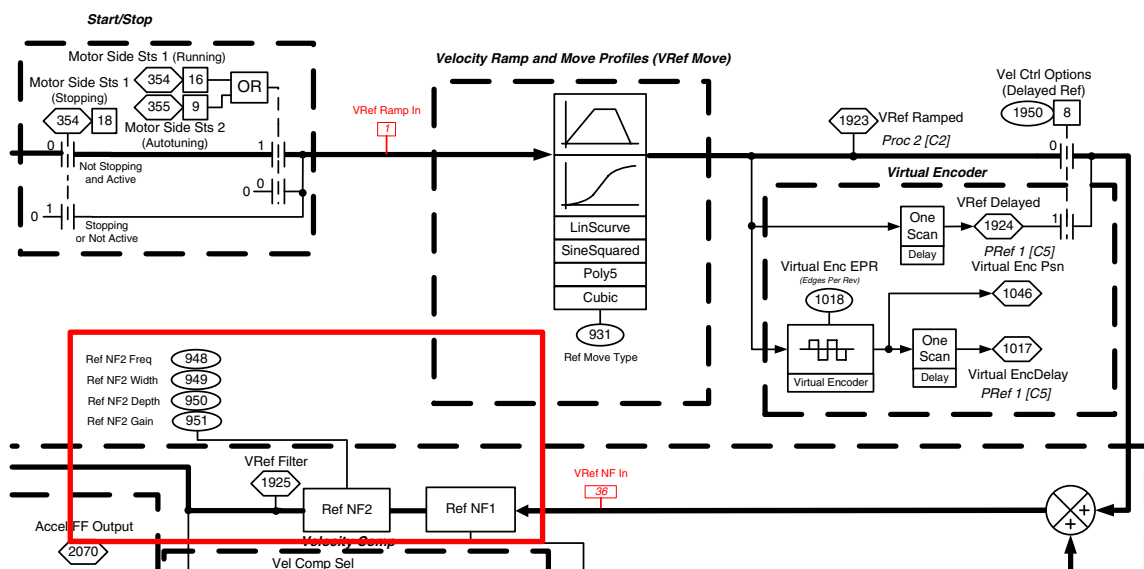 Start/Stop
Motor Side Sts 1 (Running)
354 16
OR
Motor Side Sts 1
(Stopping)
354 18
355 9
Motor Side Sts 2
(Autotuning)
0
Not Stopping
and Active
1
0 0
0 1
Stopping
or Not Active
VRef Ramp In
1
Velocity Ramp and Move Profiles (VRef Move)
LinScurve
SineSquared
Poly5
Cubic
931
Ref Move Type
1923
VRef Ramped
Proc 2 [C2]
Vel Ctrl Options
(Delayed Ref)
1950 8
0
Virtual Encoder
One
Scan
Delay
VRef Delayed
1924
1
PRef 1 [C5]
Virtual Enc EPR
(Edges Per Rev)
1018
Virtual Encoder
Virtual Enc Psn
1046
One
Scan
Delay
1017
Virtual EncDelay
PRef 1 [C5]
Ref NF2 Freq 948
Ref NF2 Width 949
Ref NF2 Depth 950
Ref NF2 Gain 951
VRef Filter
1925
Ref NF2
Ref NF1
VRef NF In
36
+
+
Accel FF Output
2070
Velocity Comp
Vel Comp Sel